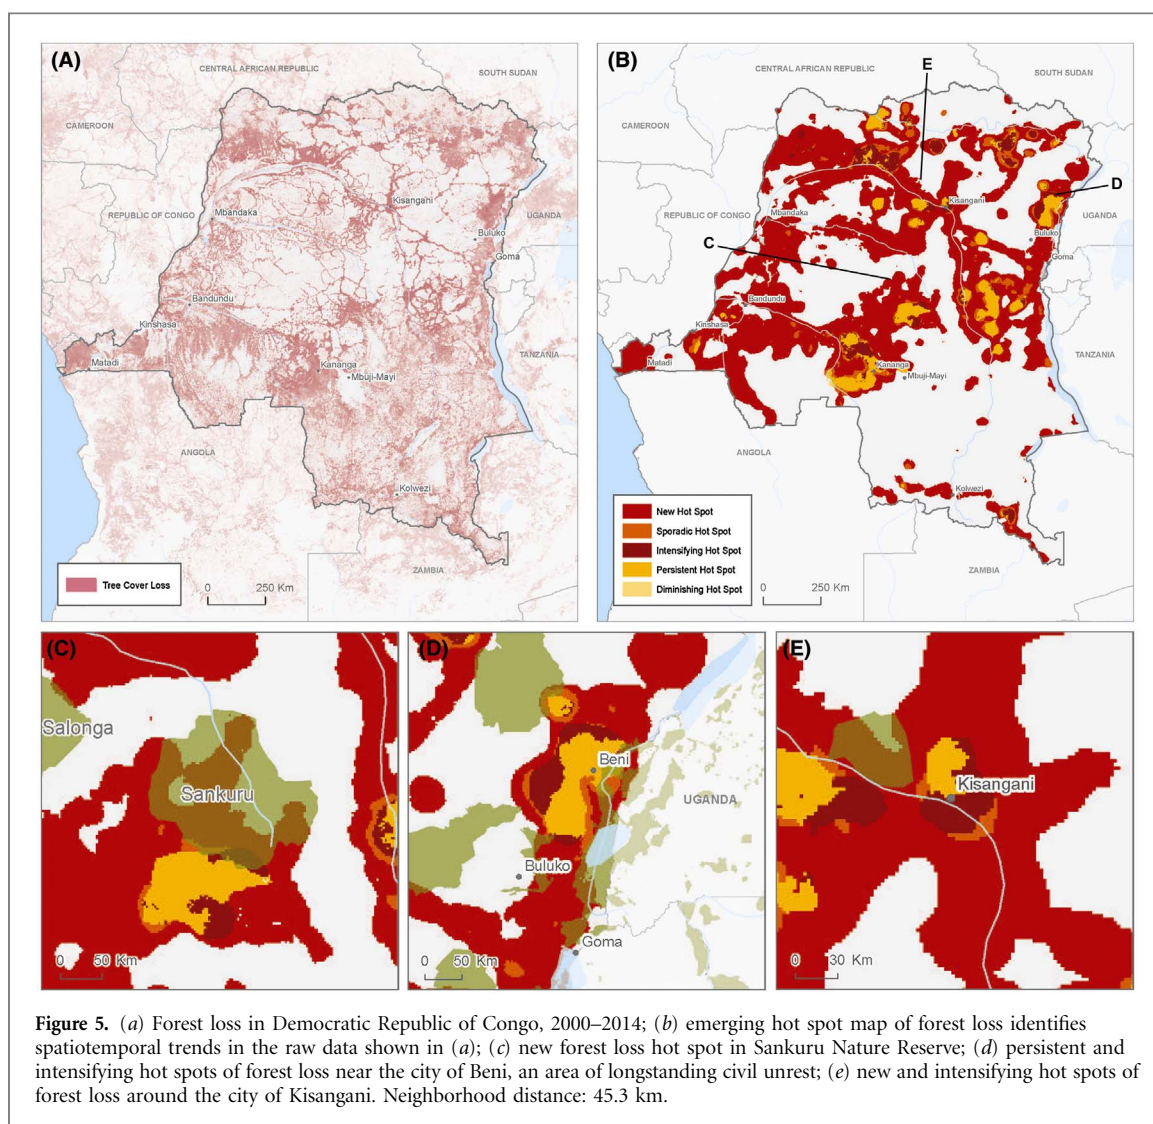 (A)
CENTRAL AFRICAN REPUBLIC
SOUTH SUDAN
CAMEROON
REPUBLIC OF CONGO
Mbandaka
Kisangani
UGANDA
Buluko
Goma
Bandundu
Kinshasa
Matadi
Kananga
Mbuji-Mayi
TANZANIA
ANGOLA
Kolwezi
ZAMBIA
Tree Cover Loss
0 250 Km
(B)
E
CENTRAL AFRICAN REPUBLIC
SOUTH SUDAN
CAMEROON
D
REPUBLIC OF CONGO
Mbandaka
Kisangani
UGANDA
Buluko
C
Goma
Bandundu
Kinshasa
Matadi
Kananga
Mbuji-Mayi
TANZANIA
ANGOLA
Kolwezi
ZAMBIA
New Hot Spot
Sporadic Hot Spot
Intensifying Hot Spot
Persistent Hot Spot
Diminishing Hot Spot
0 250 Km
(C)
Salonga
Sankuru
0 50 Km
(D)
Beni
UGANDA
Buluko
Goma
0 50 Km
(E)
Kisangani
0 30 Km
Figure 5. (a) Forest loss in Democratic Republic of Congo, 2000–2014; (b) emerging hot spot map of forest loss identifies
spatiotemporal trends in the raw data shown in (a); (c) new forest loss hot spot in Sankuru Nature Reserve; (d) persistent and
intensifying hot spots of forest loss near the city of Beni, an area of longstanding civil unrest; (e) new and intensifying hot spots of
forest loss around the city of Kisangani. Neighborhood distance: 45.3 km.